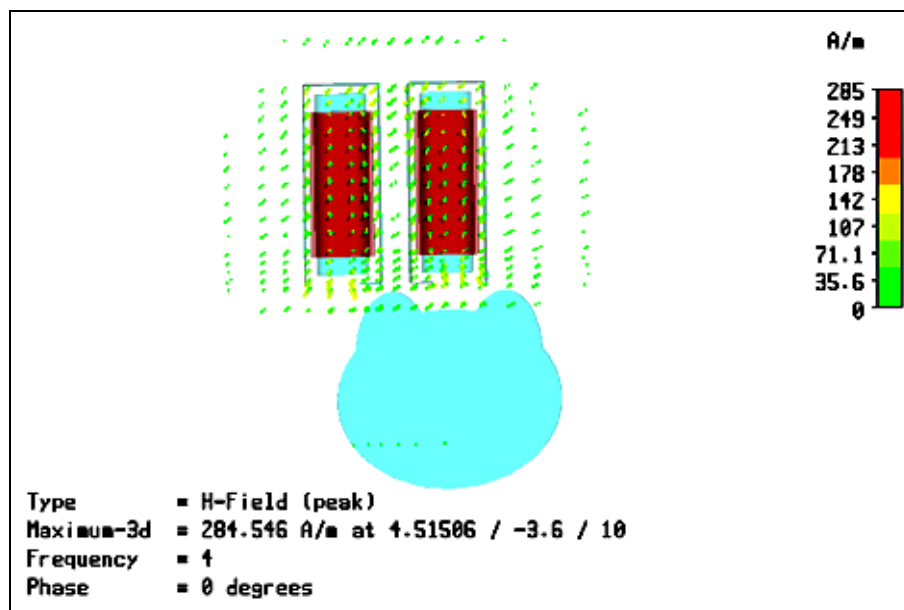 A/m
285
249
213
178
142
107
71.1
35.6
0
Type = H-Field (peak)
Maximum-3d = 284.546 A/m at 4.51506 / -3.6 / 10
Frequency = 4
Phase = 0 degrees